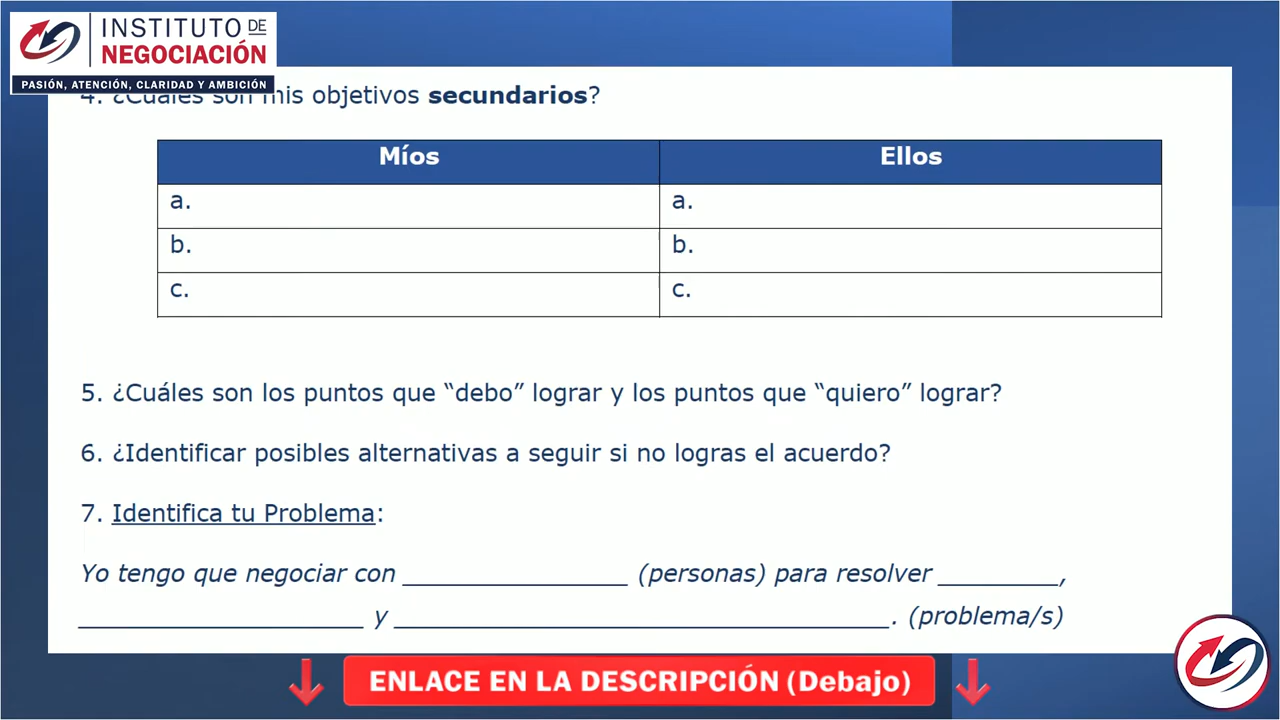 INSTITUTO DE
NEGOCIACIÓN
PASIÓN, ATENCIÓN, CLARIDAD Y AMBICIÓN
4. ¿Cuáles son mis objetivos secundarios?
Míos Ellos
a. a.
b. b.
c. c.
5. ¿Cuáles son los puntos que “debo” lograr y los puntos que “quiero” lograr?
6. ¿Identificar posibles alternativas a seguir si no logras el acuerdo?
7. Identifica tu Problema:
Yo tengo que negociar con _________________ (personas) para resolver _________,
______________________ y ______________________________________. (problema/s)
ENLACE EN LA DESCRIPCIÓN (Debajo)